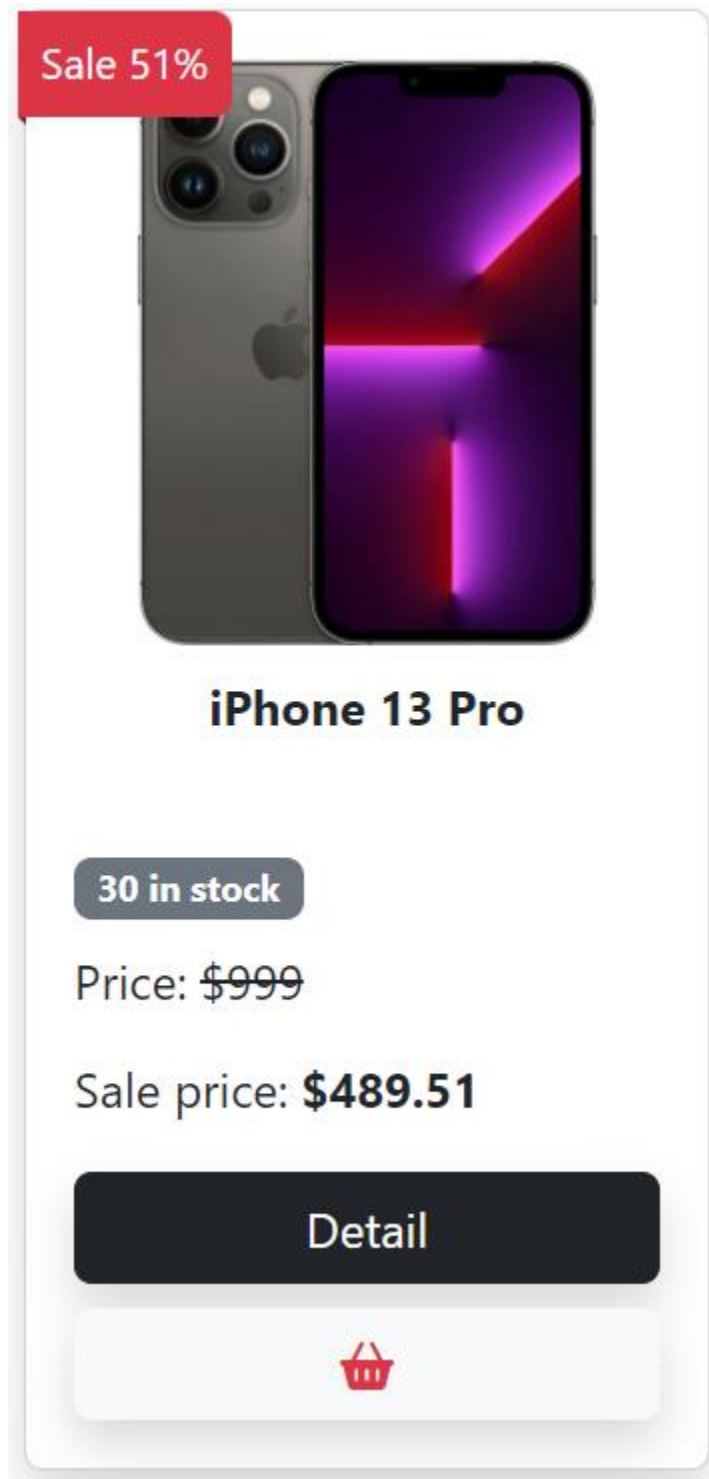 Sale 51%
iPhone 13 Pro
30 in stock
Price: $999
Sale price: $489.51
Detail